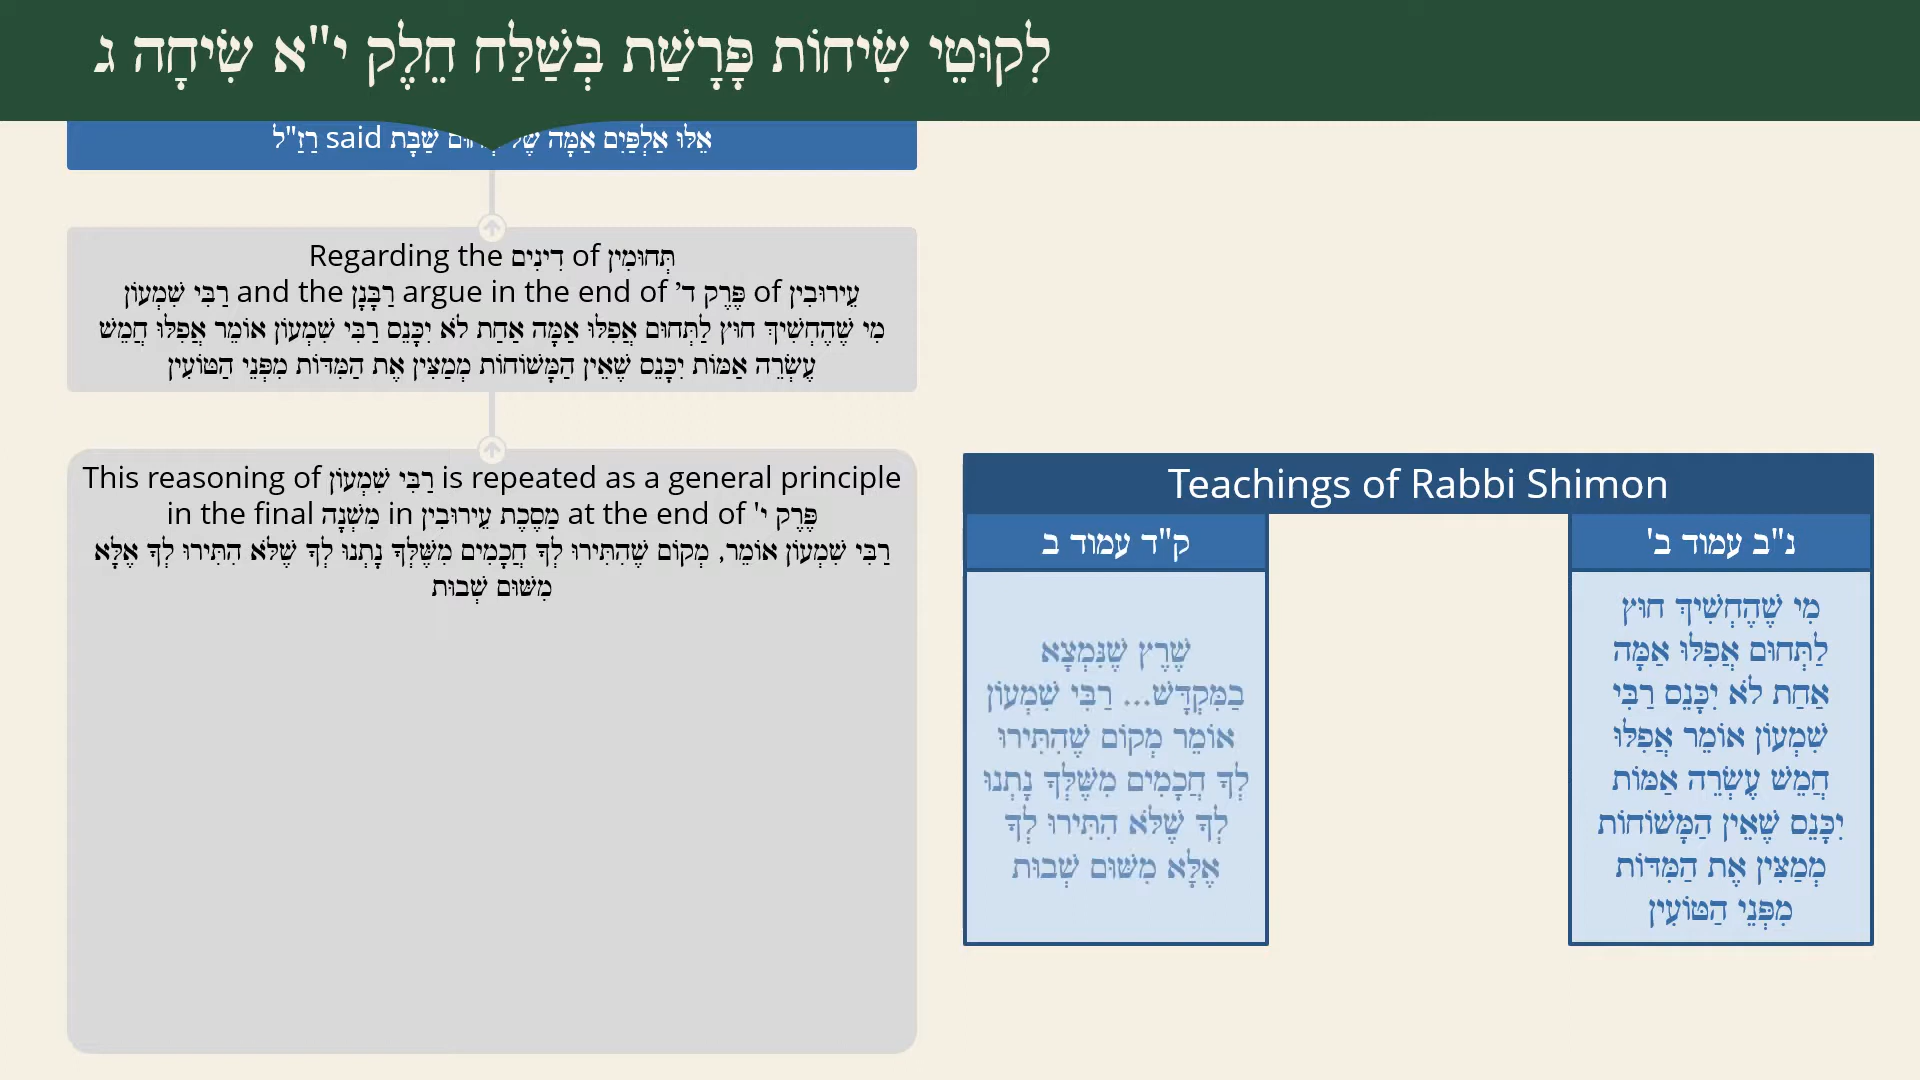 לִקוּטֵי שִׂיחוֹת פָּרָשַׁת בְּשַׁלַּח חֵלֶק י"א שִׂיחָה ג
אֵלּוּ אַלְפַּיִם אַמָּה שֶׁל שַׁבָּת said רַזַ"ל
Regarding the דִינִים of תְּחוּמִין
רַבִּי שִׁמְעוֹן and the רַבָּנָן argue in the end of פֶּרֶק ד' of עֵירוּבִין
מִי שֶׁהֶחְשִׁיךְ חוּץ לַתְּחוּם אֲפִלּוּ אַמָּה אַחַת לֹא יִכָּנֵס רַבִּי שִׁמְעוֹן אוֹמֵר אֲפִלּוּ חֲמֵשׁ
עֶשְׂרֵה אַמּוֹת יִכָּנֵס שֶׁאֵין הַמָּשׁוֹחוֹת מְמַצִּין אֶת הַמִּדּוֹת מִפְּנֵי הַטּוֹעִין
This reasoning of רַבִּי שִׁמְעוֹן is repeated as a general principle
in the final מִשְׁנָה in מַסֶכֶת עֵירוּבִין at the end of פֶּרֶק י'
רַבִּי שִׁמְעוֹן אוֹמֵר, מְקוֹם שֶׁהִתִּירוּ לְךָ חֲכָמִים מִשֶּׁלְּךָ נָתְנוּ לְךָ שֶׁלֹּא הִתִּירוּ לְךָ אֶלָּא
מִשּׁוּם שְׁבוּת
Teachings of Rabbi Shimon
נ"ב עמוד ב'
מִי שֶׁהֶחְשִׁיךְ חוּץ
לַתְּחוּם אֲפִלּוּ אַמָּה
אַחַת לֹא יִכָּנֵס רַבִּי
שִׁמְעוֹן אוֹמֵר אֲפִלּוּ
חֲמֵשׁ עֶשְׂרֵה אַמּוֹת
יִכָּנֵס שֶׁאֵין הַמָּשׁוֹחוֹת
מְמַצִּין אֶת הַמִּדּוֹת
מִפְּנֵי הַטּוֹעִין
ק"ד עמוד ב
שֶׁרֶץ שֶׁנִּמְצָא
בַּמִּקְדָּשׁ... רַבִּי שִׁמְעוֹן
אוֹמֵר מְקוֹם שֶׁהִתִּירוּ
לְךָ חֲכָמִים מִשֶּׁלְּךָ נָתְנוּ
לְךָ שֶׁלֹּא הִתִּירוּ לְךָ
אֶלָּא מִשּׁוּם שְׁבוּת